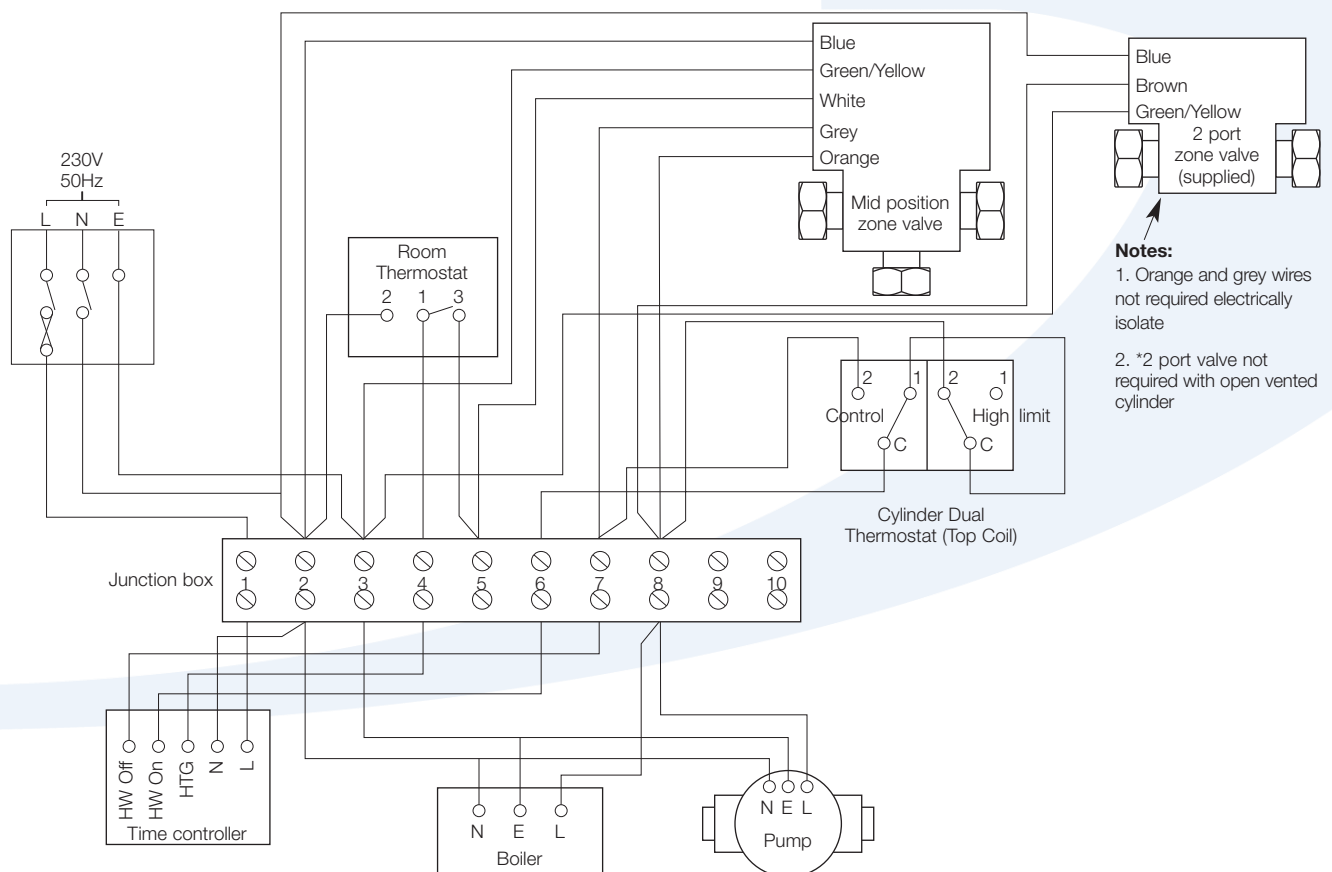 Blue
Green/Yellow
White
Grey
Orange
Mid position
zone valve
Blue
Brown
Green/Yellow
2 port
zone valve
(supplied)
Notes:
1. Orange and grey wires
not required electrically
isolate
2. *2 port valve not
required with open vented
cylinder
230V
50Hz
L N E
Room
Thermostat
2 1 3
2 1 2 1
Control High limit
C C
Cylinder Dual
Thermostat (Top Coil)
Junction box
1 2 3 4 5 6 7 8 9 10
HW Off
HW On
HTG
N
L
Time controller
N E L
Boiler
N E L
Pump